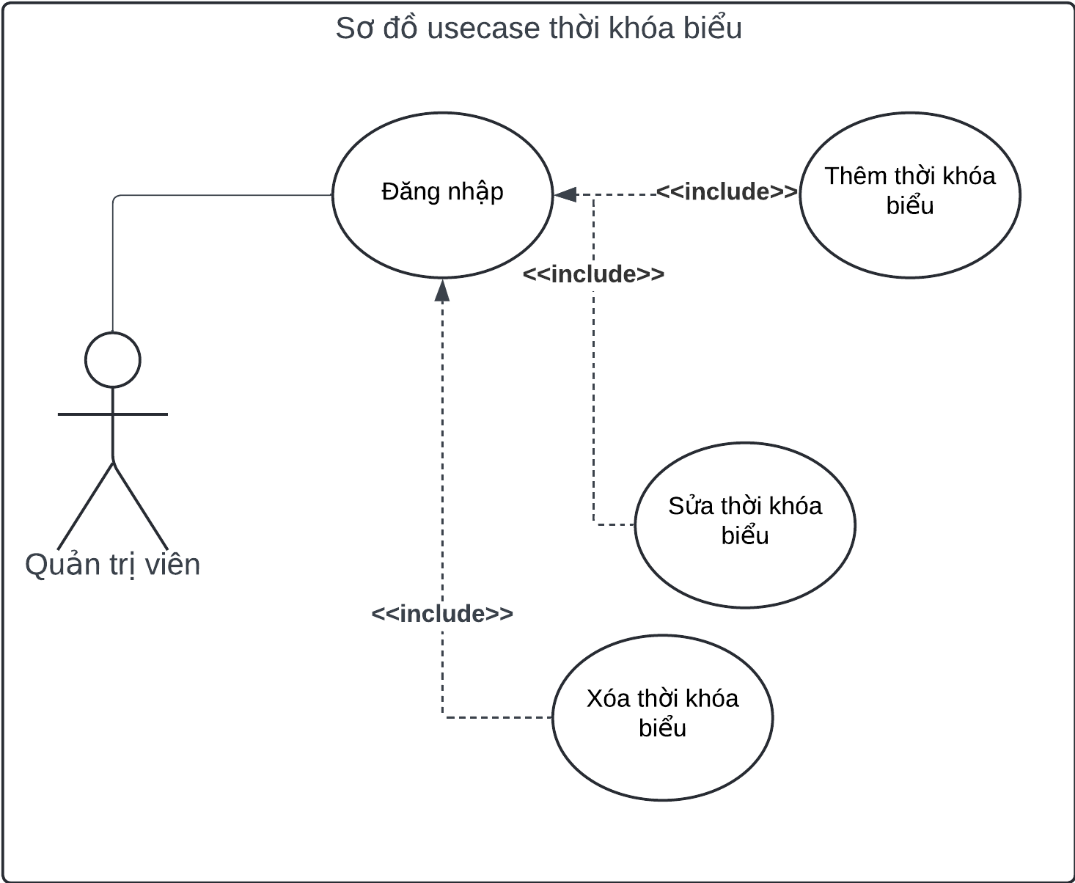 Sơ đồ usecase thời khóa biểu
Đăng nhập
<<include>>
Thêm thời khóa
biểu
<<include>>
Sửa thời khóa
biểu
Quản trị viên
<<include>>
Xóa thời khóa
biểu